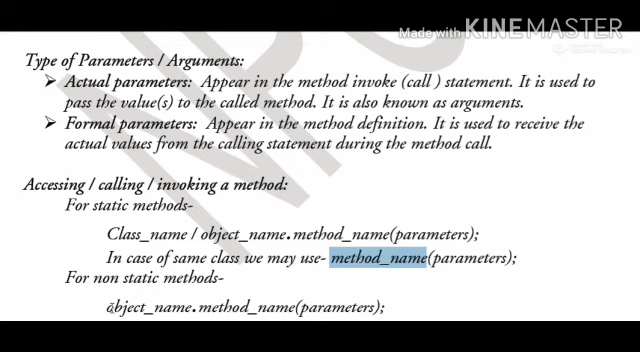 Made with KINEMASTER
Type of Parameters / Arguments:
➤ Actual parameters: Appear in the method invoke (call ) statement. It is used to
pass the value(s) to the called method. It is also known as arguments.
➤ Formal parameters: Appear in the method definition. It is used to receive the
actual values from the calling statement during the method call.
Accessing / calling / invoking a method:
For static methods-
Class_name / object_name.method_name(parameters);
In case of same class we may use- method_name(parameters);
For non static methods-
object_name.method_name(parameters);